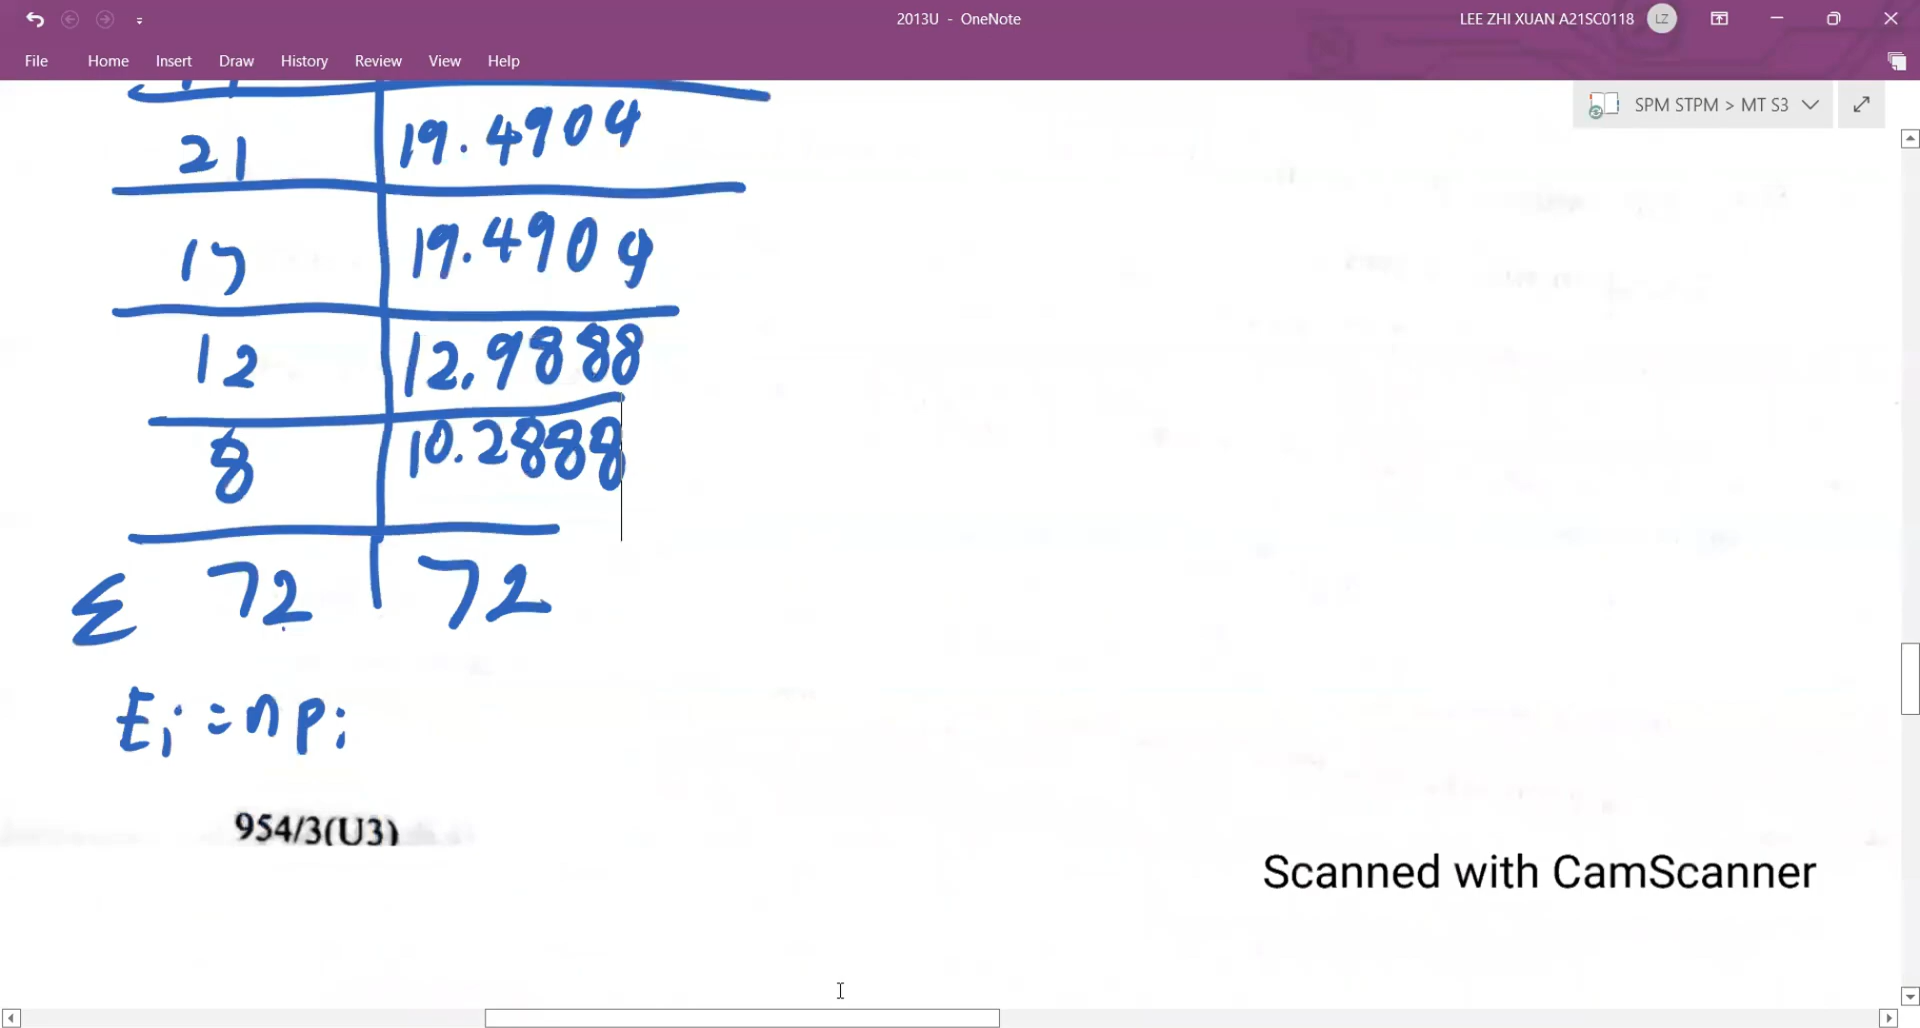 2013U - OneNote
LEE ZHI XUAN A21SC0118
LZ
File Home Insert Draw History Review View Help
SPM STPM > MT S3
21 19.4904
17 19.4904
12 12.9888
8 10.2888
Σ 72 72
Ei = npi
954/3(U3)
Scanned with CamScanner